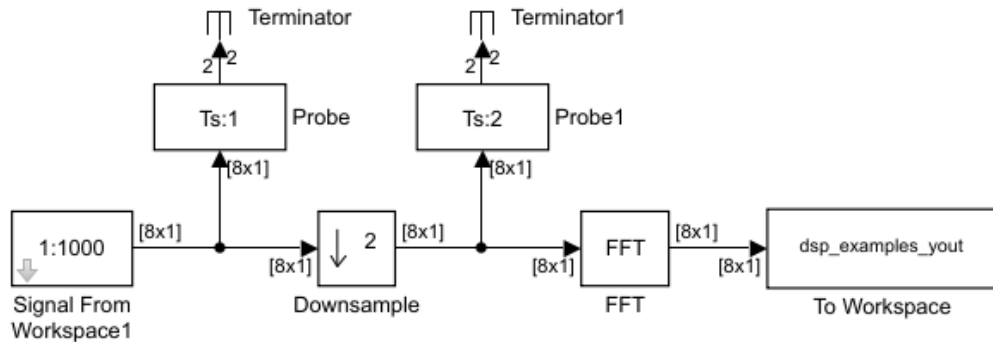 Terminator
Terminator1
2 2
2 2
Ts:1
Probe
Ts:2
Probe1
[8x1]
[8x1]
1:1000
[8x1]
[8x1]
2
[8x1]
[8x1]
FFT
[8x1]
[8x1]
dsp_examples_yout
Signal From
Workspace1
Downsample
FFT
To Workspace